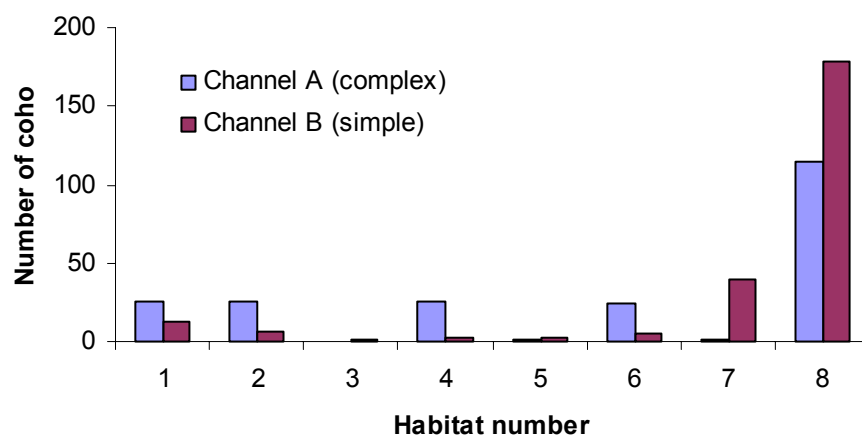 200
150
100
50
0
Number of coho
Channel A (complex)
Channel B (simple)
1 2 3 4 5 6 7 8
Habitat number